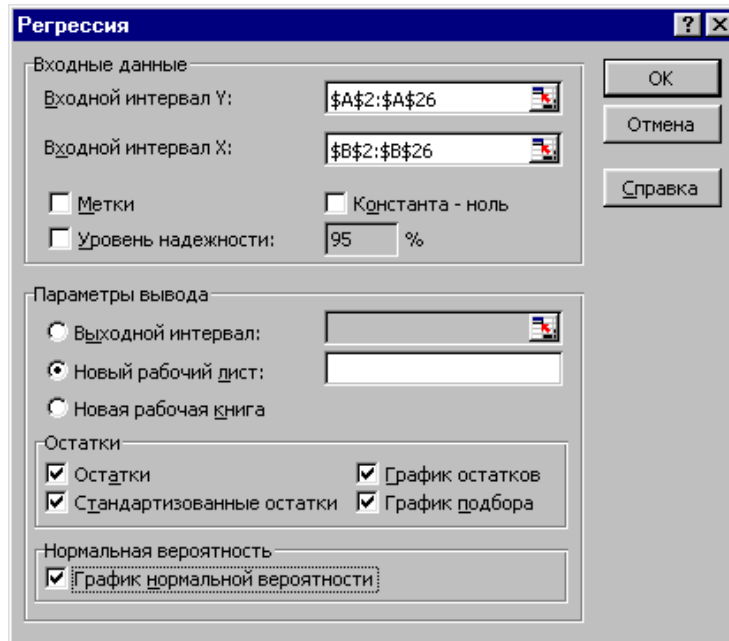 Регрессия
Входные данные
Входной интервал Y: $A$2:$A$26
Входной интервал X: $B$2:$B$26
Метки Константа - ноль
Уровень надежности: 95 %
OK
Отмена
Справка
Параметры вывода
Выходной интервал:
Новый рабочий лист:
Новая рабочая книга
Остатки
Остатки График остатков
Стандартизованные остатки График подбора
Нормальная вероятность
График нормальной вероятности